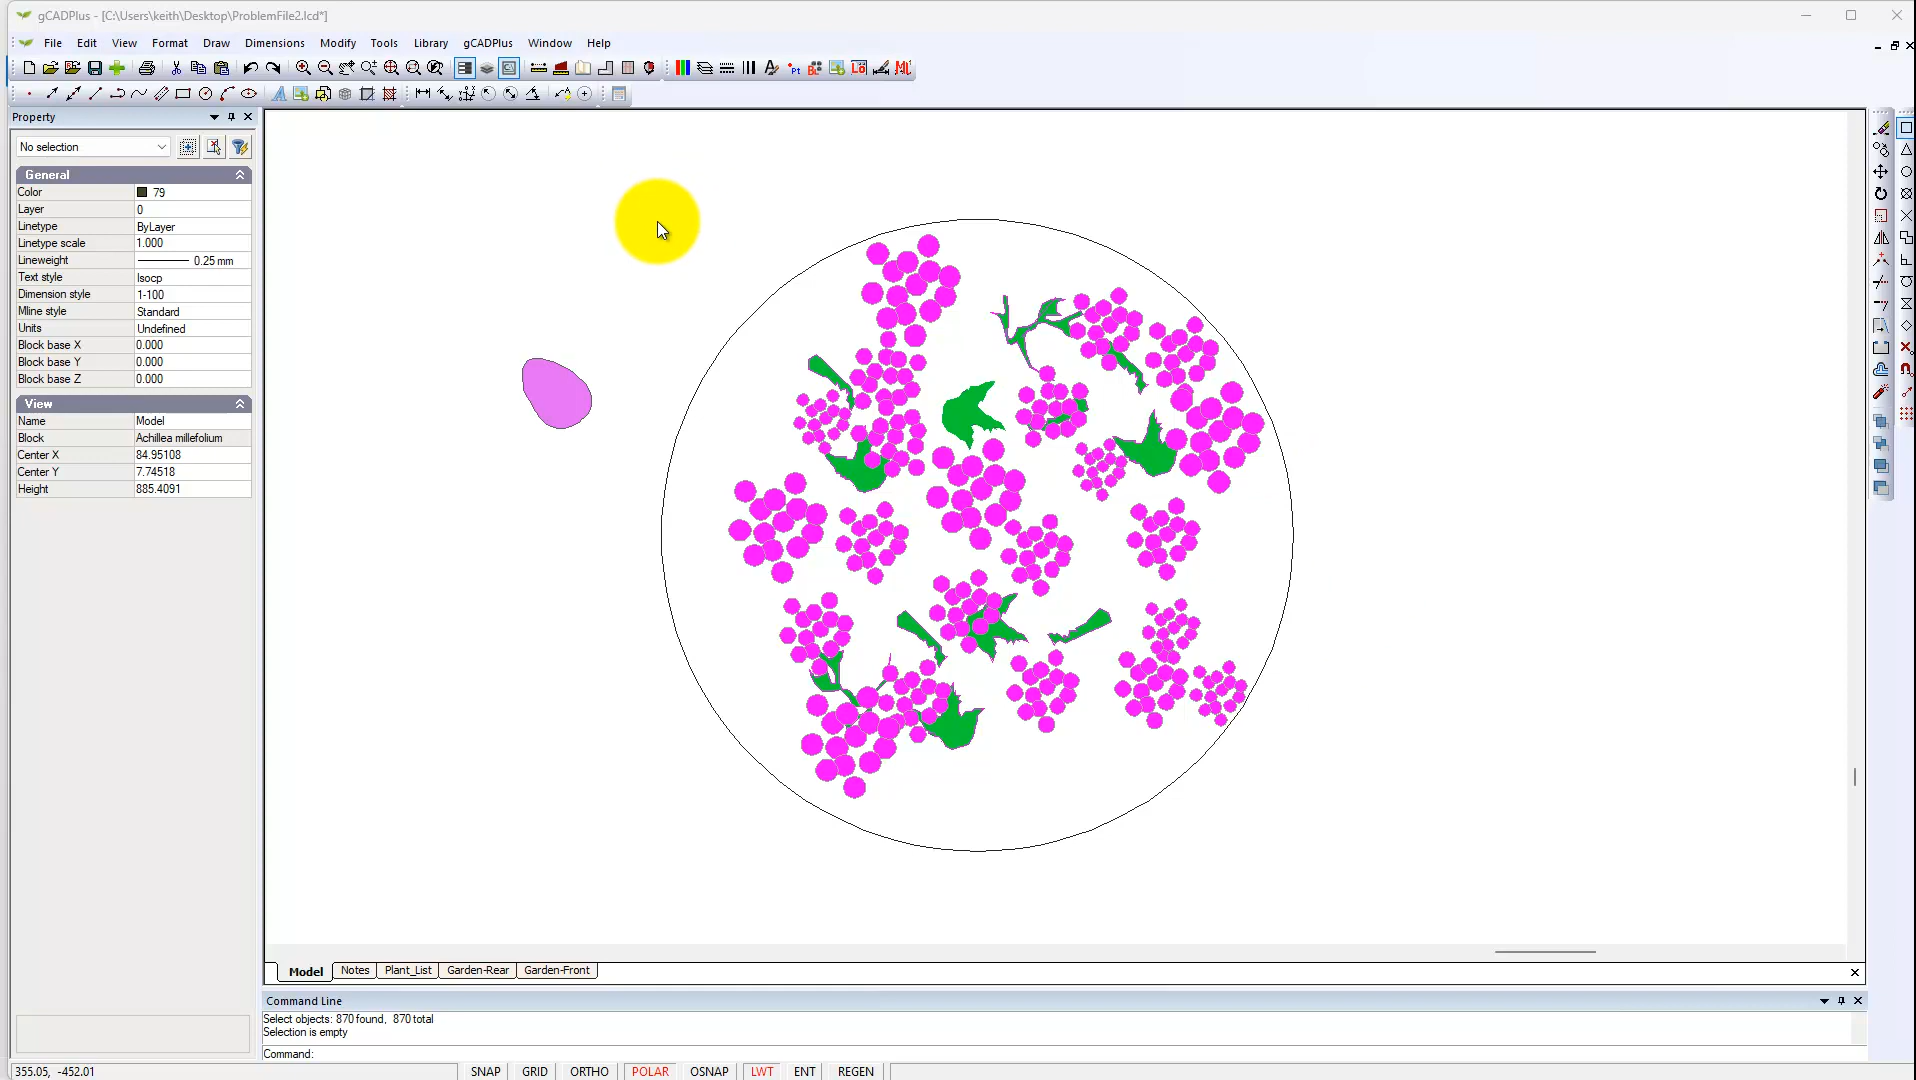 gCADPlus - [C:\Users\keith\Desktop\ProblemFile2.lcd*]
File Edit View Format Draw Dimensions Modify Tools Library gCADPlus Window Help
Property
No selection
General
Color 79
Layer 0
Linetype ByLayer
Linetype scale 1.000
Lineweight 0.25 mm
Text style Isocp
Dimension style 1-100
Mline style Standard
Units Undefined
Block base X 0.000
Block base Y 0.000
Block base Z 0.000
View
Name Model
Block Achillea millefolium
Center X 84.95108
Center Y 7.74518
Height 885.4091
Model Notes Plant_List Garden-Rear Garden-Front
Command Line
Select objects: 870 found, 870 total
Selection is empty
Command:
355.05, -452.01 SNAP GRID ORTHO POLAR OSNAP LWT ENT REGEN